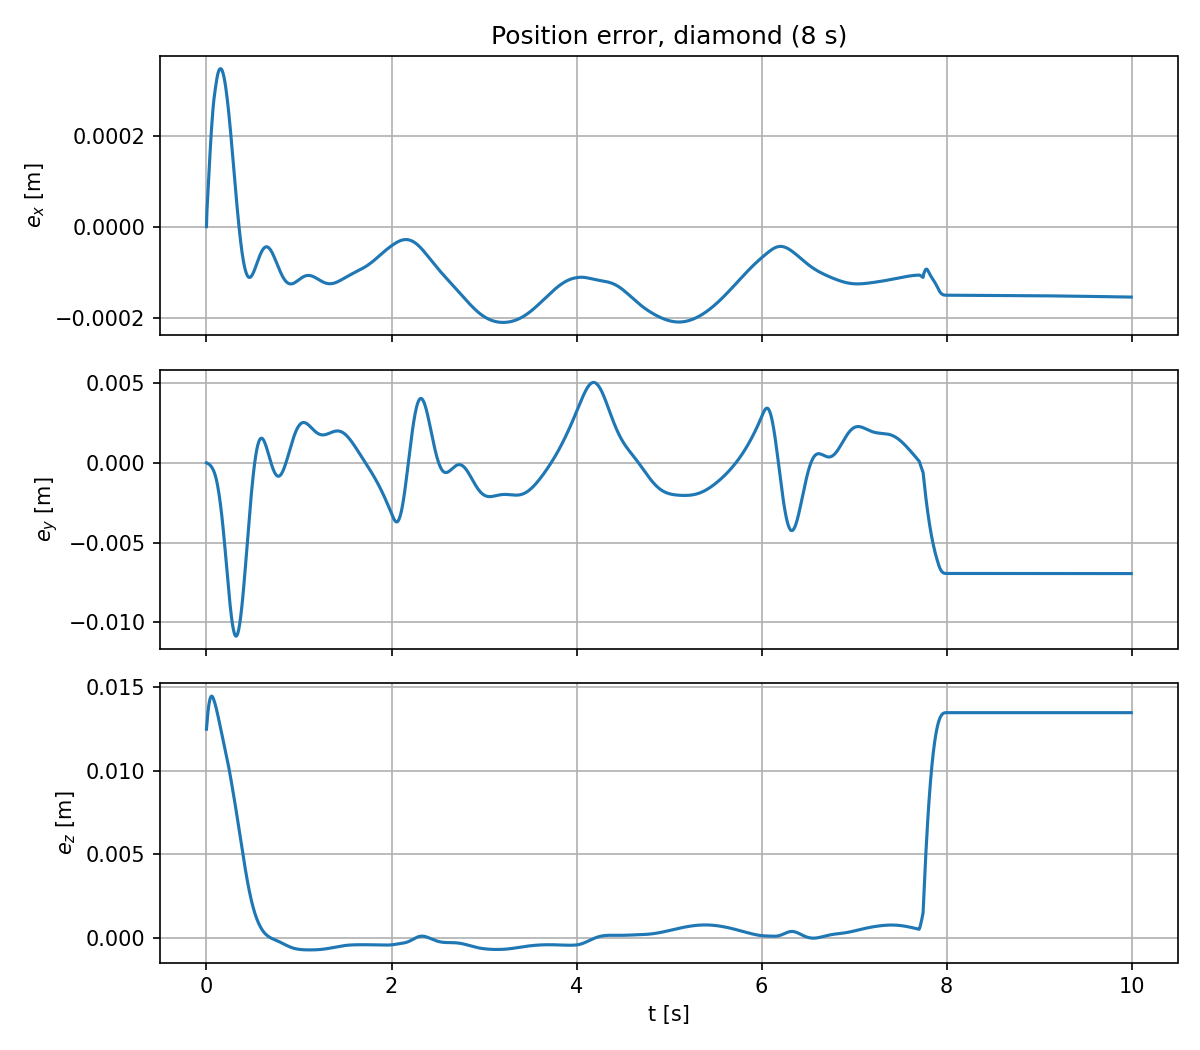 Position error, diamond (8 s)
e_x [m]
0.0002
0.0000
−0.0002
e_y [m]
0.005
0.000
−0.005
−0.010
e_z [m]
0.015
0.010
0.005
0.000
0 2 4 6 8 10
t [s]